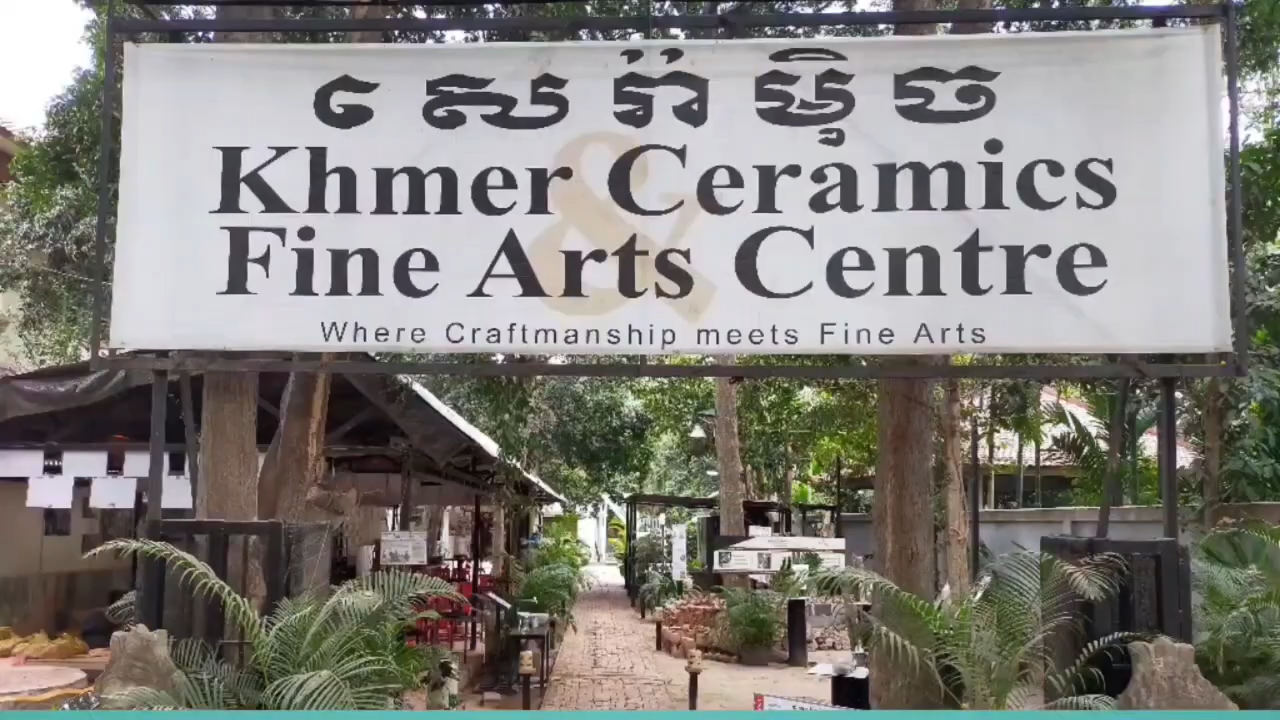 សេរ៉ាម៉ិច
Khmer Ceramics
Fine Arts Centre
Where Craftmanship meets Fine Arts